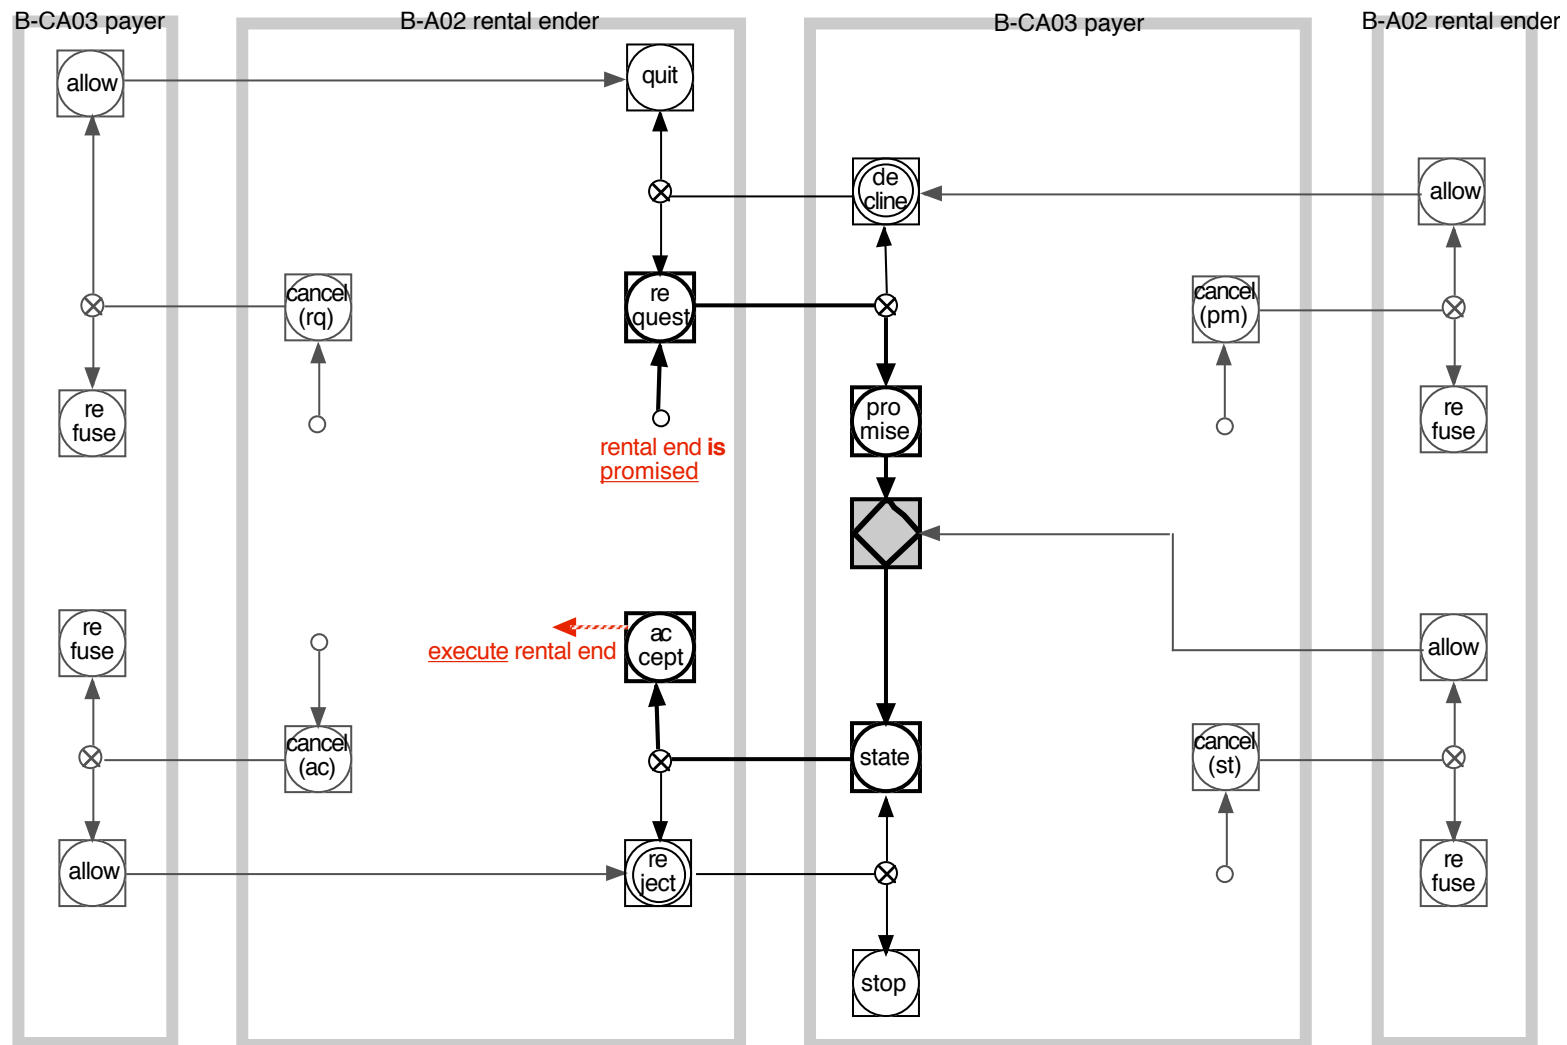 B-CA03 payer
B-A02 rental ender
B-CA03 payer
B-A02 rental ender
allow
quit
de
cline
allow
cancel
(rq)
re
quest
cancel
(pm)
re
fuse
pro
mise
re
fuse
rental end is
promised
re
fuse
ac
cept
execute rental end
allow
cancel
(ac)
state
cancel
(st)
allow
re
ject
re
fuse
stop